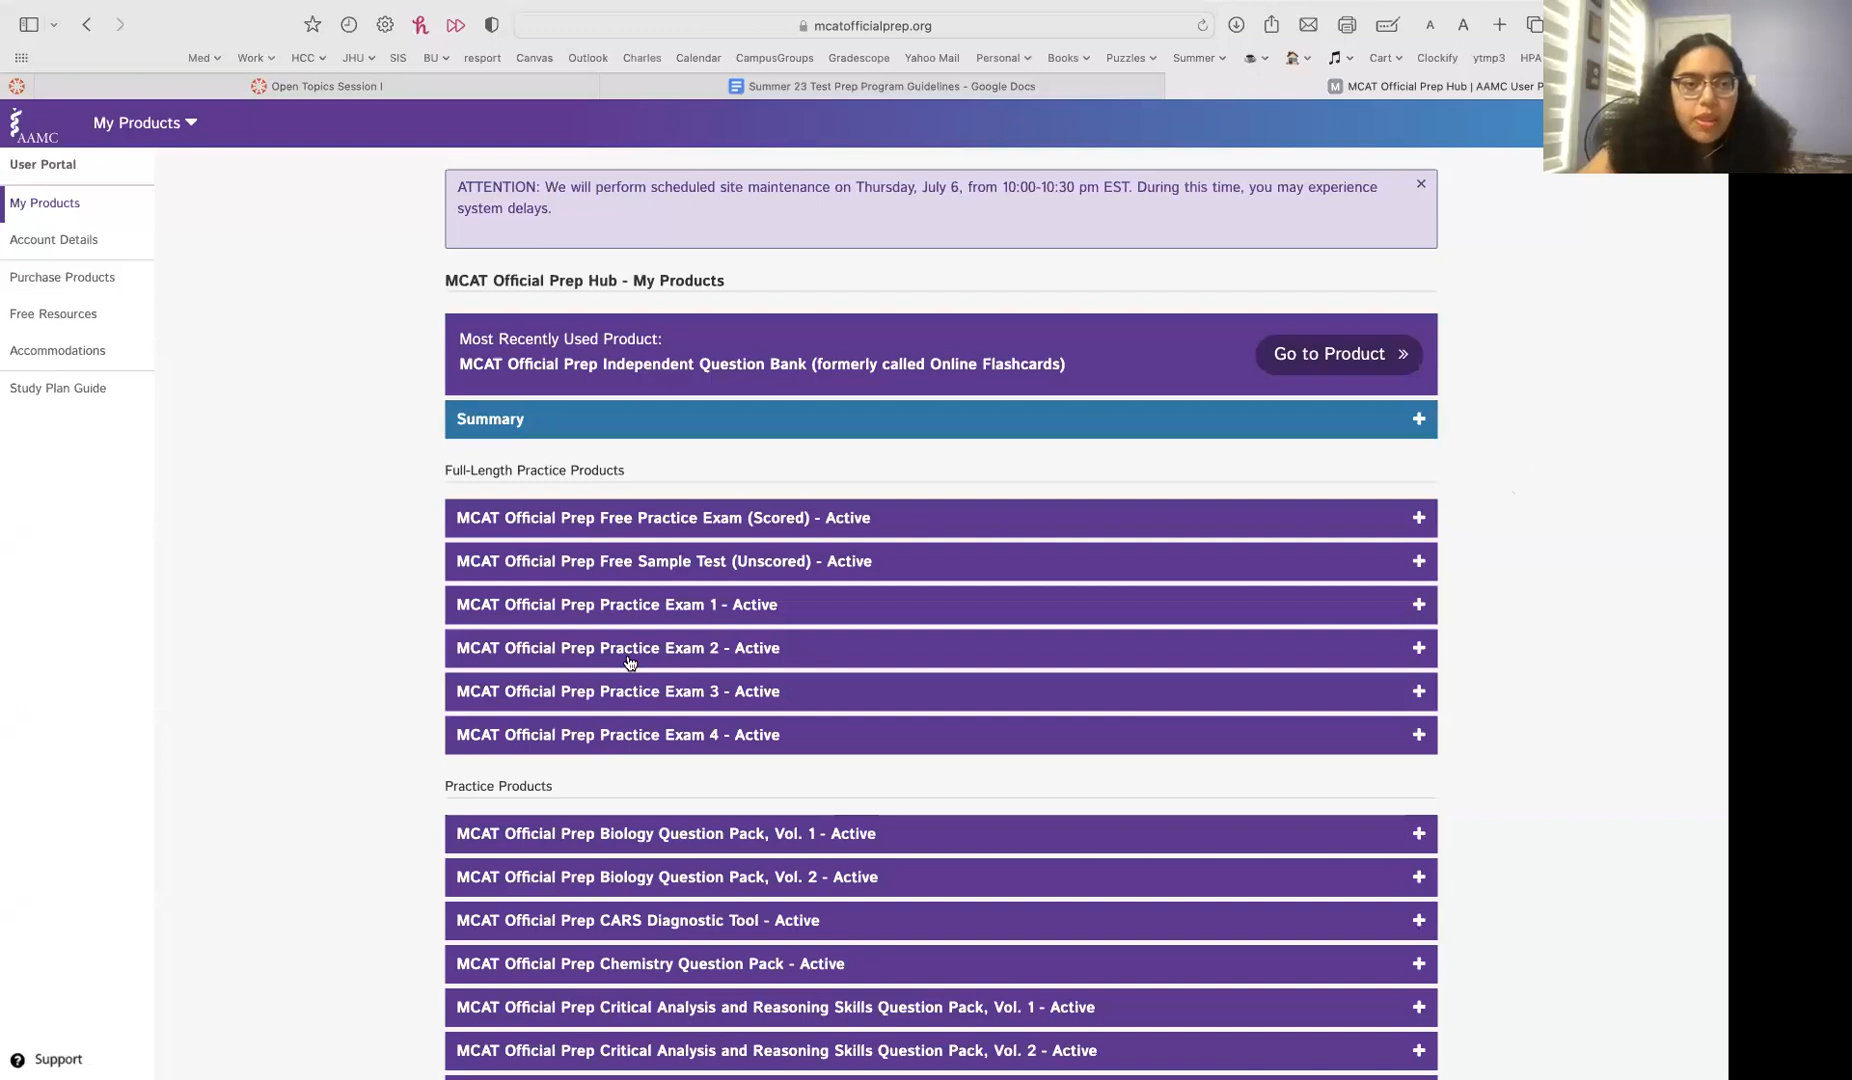 mcatofficialprep.org
Med Work HCC JHU SIS BU resport Canvas Outlook Charles Calendar CampusGroups Gradescope Yahoo Mail Personal Books Puzzles Summer Cart Clockify ytmp3 HPA
Open Topics Session I
Summer 23 Test Prep Program Guidelines - Google Docs
MCAT Official Prep Hub | AAMC User P
AAMC
My Products
User Portal
My Products
Account Details
Purchase Products
Free Resources
Accommodations
Study Plan Guide
Support
ATTENTION: We will perform scheduled site maintenance on Thursday, July 6, from 10:00-10:30 pm EST. During this time, you may experience
system delays.
MCAT Official Prep Hub - My Products
Most Recently Used Product:
MCAT Official Prep Independent Question Bank (formerly called Online Flashcards)
Go to Product »
Summary
Full-Length Practice Products
MCAT Official Prep Free Practice Exam (Scored) - Active
MCAT Official Prep Free Sample Test (Unscored) - Active
MCAT Official Prep Practice Exam 1 - Active
MCAT Official Prep Practice Exam 2 - Active
MCAT Official Prep Practice Exam 3 - Active
MCAT Official Prep Practice Exam 4 - Active
Practice Products
MCAT Official Prep Biology Question Pack, Vol. 1 - Active
MCAT Official Prep Biology Question Pack, Vol. 2 - Active
MCAT Official Prep CARS Diagnostic Tool - Active
MCAT Official Prep Chemistry Question Pack - Active
MCAT Official Prep Critical Analysis and Reasoning Skills Question Pack, Vol. 1 - Active
MCAT Official Prep Critical Analysis and Reasoning Skills Question Pack, Vol. 2 - Active